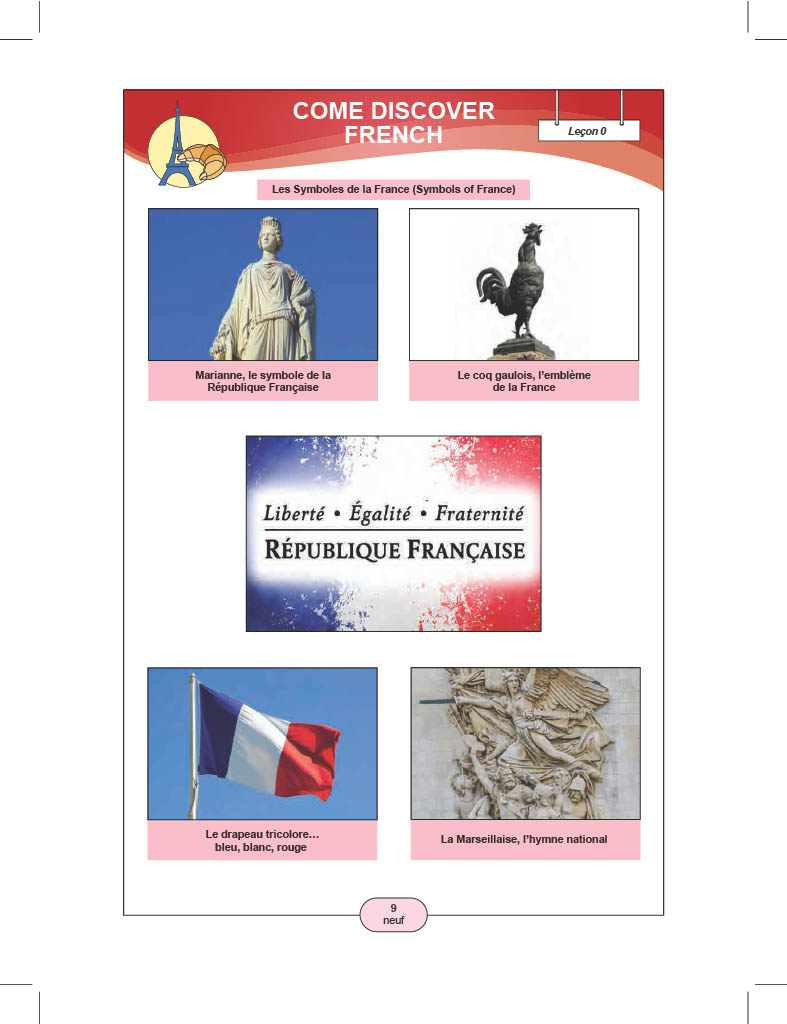 COME DISCOVER
FRENCH
Leçon 0
Les Symboles de la France (Symbols of France)
Marianne, le symbole de la
République Française
Le coq gaulois, l’emblème
de la France
Liberté • Égalité • Fraternité
RÉPUBLIQUE FRANÇAISE
Le drapeau tricolore…
bleu, blanc, rouge
La Marseillaise, l’hymne national
9
neuf